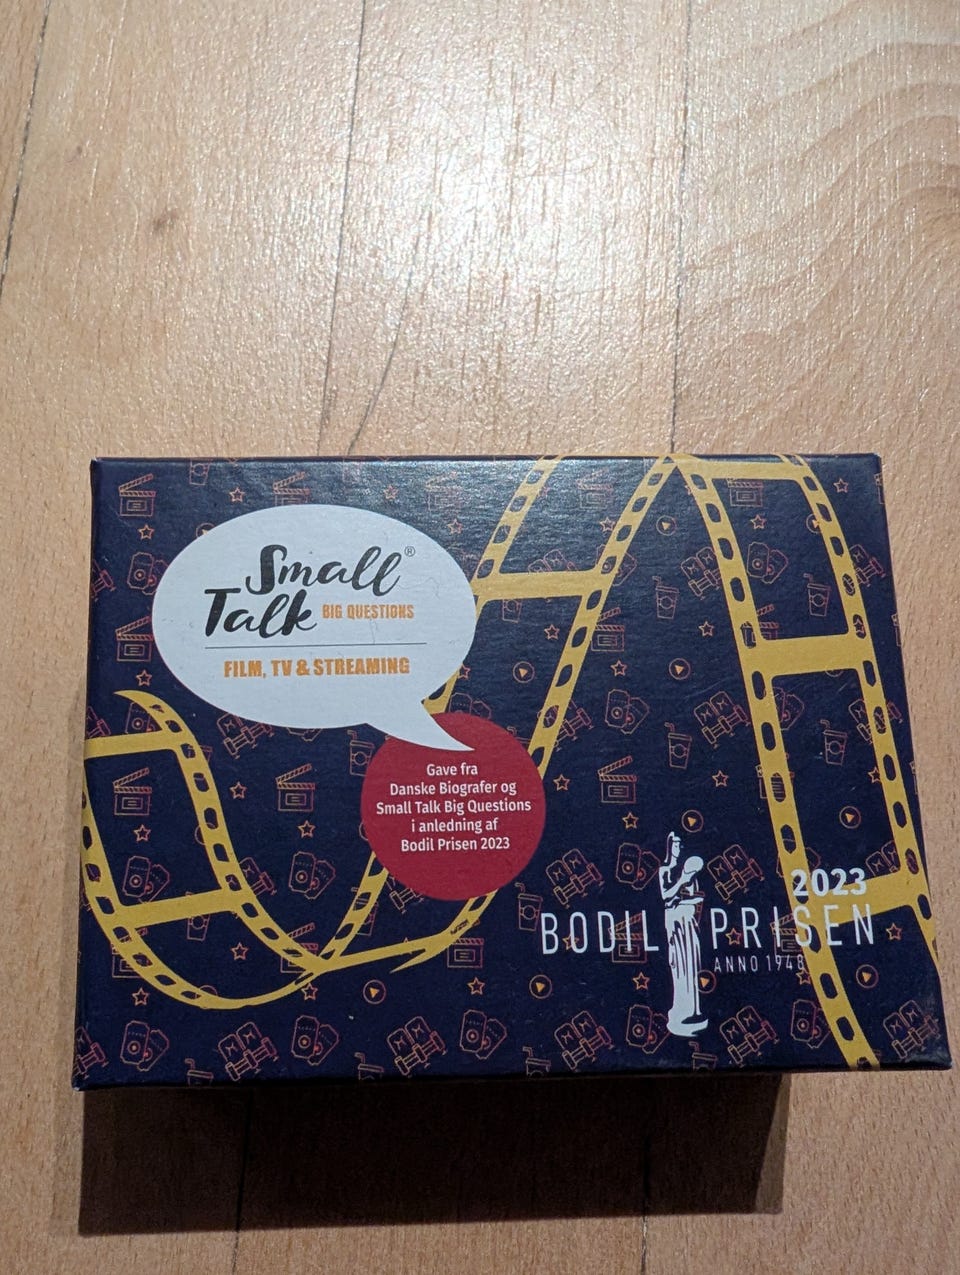 Small®
Talk BIG QUESTIONS
FILM, TV & STREAMING
Gave fra
Danske Biografer og
Small Talk Big Questions
i anledning af
Bodil Prisen 2023
2023
BODIL PRISEN
ANNO 1948